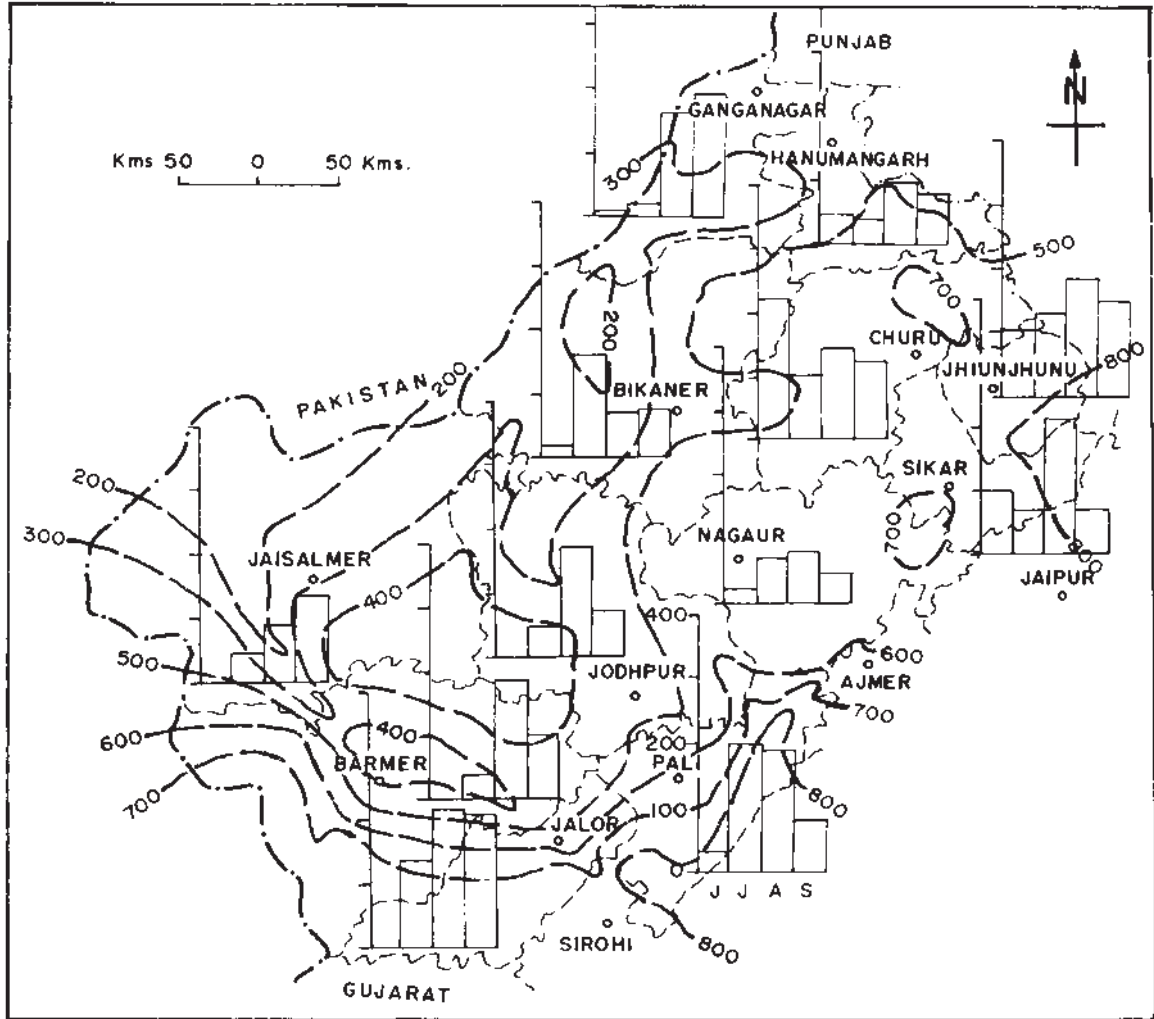 PUNJAB
N
GANGANAGAR
Kms 50 0 50 Kms.
HANUMANGARH
300
500
700
200
CHURU
JHIUNJHUNU
800
PAKISTAN
200
BIKANER
SIKAR
200
700
NAGAUR
300
JAISALMER
JAIPUR
400
400
600
500
JODHPUR
AJMER
700
600
400
200
BARMER
PALI
700
100
800
JALOR
0
J J A S
SIROHI
800
GUJARAT